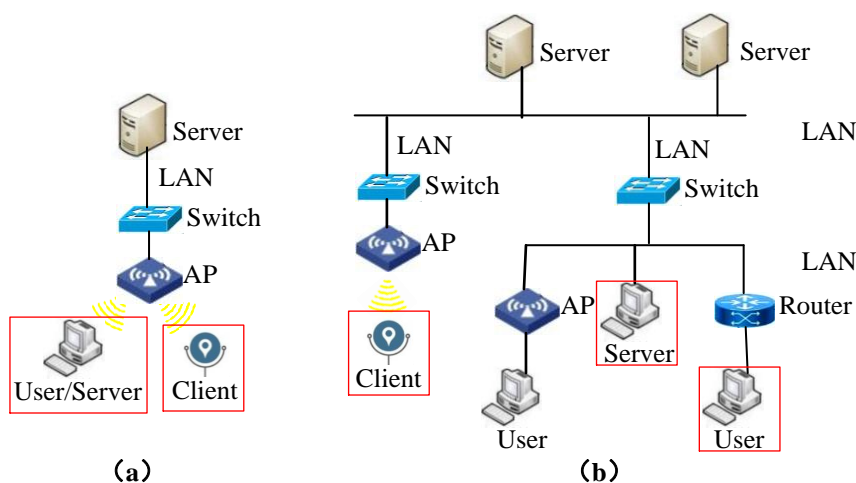 Server
LAN
Switch
AP
User/Server
Client
(a)
Server
Server
LAN
LAN
LAN
Switch
Switch
AP
LAN
AP
Server
Router
Client
User
User
(b)